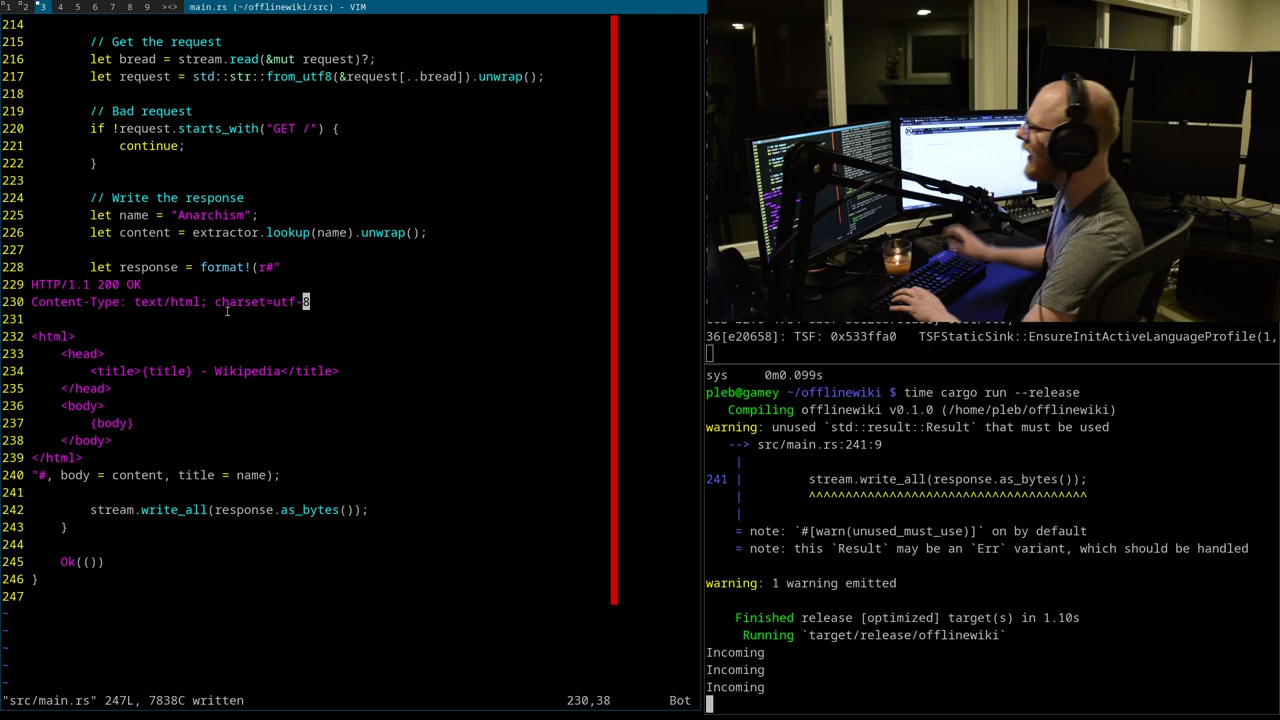 1 2 3 4 5 6 7 8 9 ><> main.rs (~/offlinewiki/src) - VIM
214
215 // Get the request
216 let bread = stream.read(&mut request)?;
217 let request = std::str::from_utf8(&request[..bread]).unwrap();
218
219 // Bad request
220 if !request.starts_with("GET /") {
221 continue;
222 }
223
224 // Write the response
225 let name = "Anarchism";
226 let content = extractor.lookup(name).unwrap();
227
228 let response = format!(r#"
229 HTTP/1.1 200 OK
230 Content-Type: text/html; charset=utf-8
231
232 <html>
233 <head>
234 <title>{title} - Wikipedia</title>
235 </head>
236 <body>
237 {body}
238 </body>
239 </html>
240 "#, body = content, title = name);
241
242 stream.write_all(response.as_bytes());
243 }
244
245 Ok(())
246 }
247
~
~
~
~
~
"src/main.rs" 247L, 7838C written 230,38 Bot
36[e20658]: TSF: 0x533ffa0 TSFStaticSink::EnsureInitActiveLanguageProfile(1,
sys 0m0.099s
pleb@gamey ~/offlinewiki $ time cargo run --release
Compiling offlinewiki v0.1.0 (/home/pleb/offlinewiki)
warning: unused `std::result::Result` that must be used
--> src/main.rs:241:9
|
241 | stream.write_all(response.as_bytes());
| ^^^^^^^^^^^^^^^^^^^^^^^^^^^^^^^^^^^^^^
|
= note: `#[warn(unused_must_use)]` on by default
= note: this `Result` may be an `Err` variant, which should be handled
warning: 1 warning emitted
Finished release [optimized] target(s) in 1.10s
Running `target/release/offlinewiki`
Incoming
Incoming
Incoming